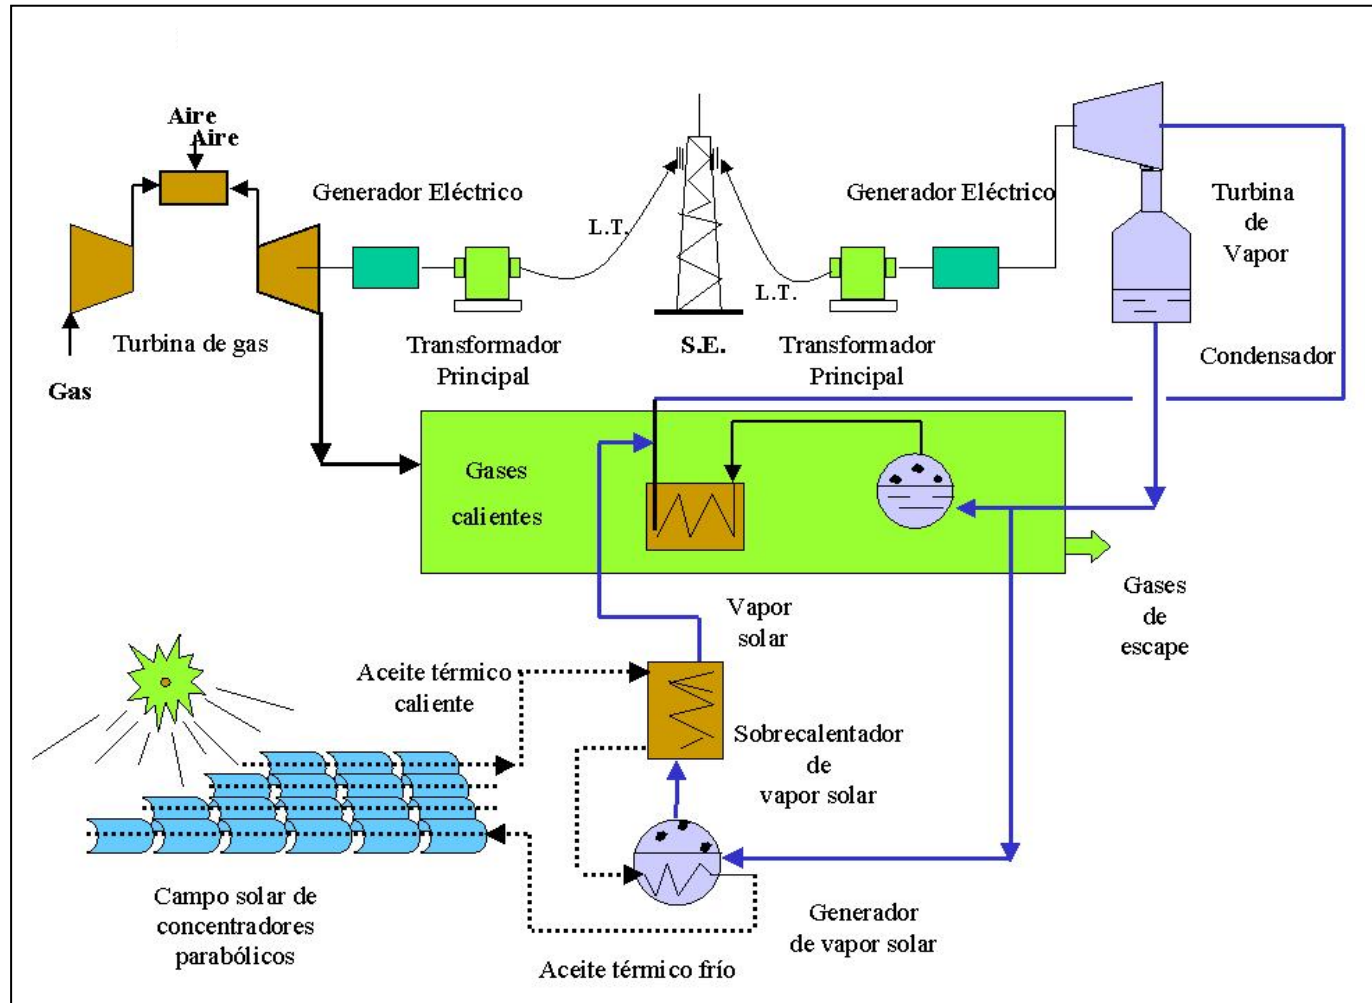 Aire
Aire
Generador Eléctrico
L.T.
Generador Eléctrico
L.T.
Turbina
de
Vapor
Turbina de gas
Gas
Transformador
Principal
S.E.
Transformador
Principal
Condensador
Gases
calientes
Gases
de
escape
Vapor
solar
Aceite térmico
caliente
Sobrecalentador
de
vapor solar
Campo solar de
concentradores
parabólicos
Generador
de vapor solar
Aceite térmico frío